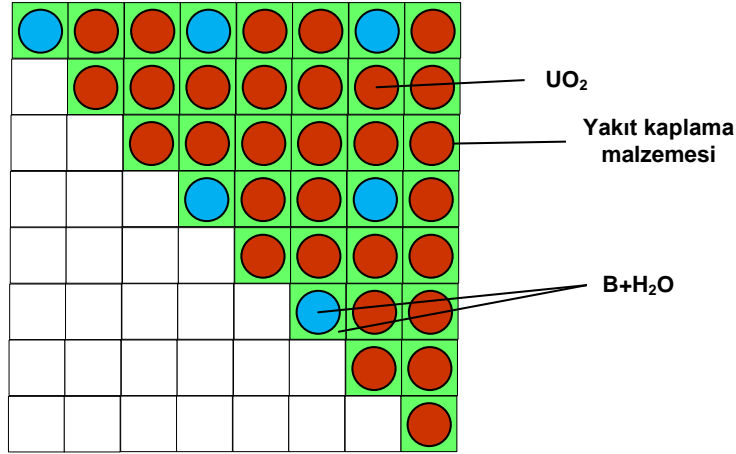 UO₂
Yakıt kaplama
malzemesi
B+H₂O